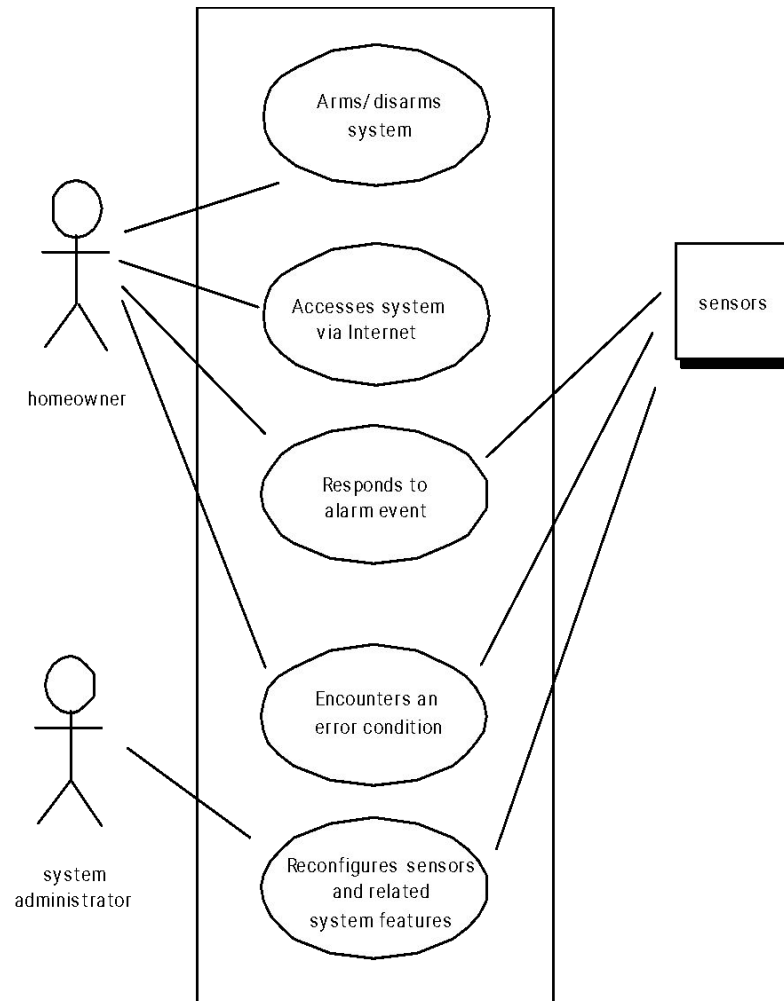 Arms/disarms
system
Accesses system
via Internet
sensors
homeowner
Responds to
alarm event
Encounters an
error condition
system
administrator
Reconfigures sensors
and related
system features